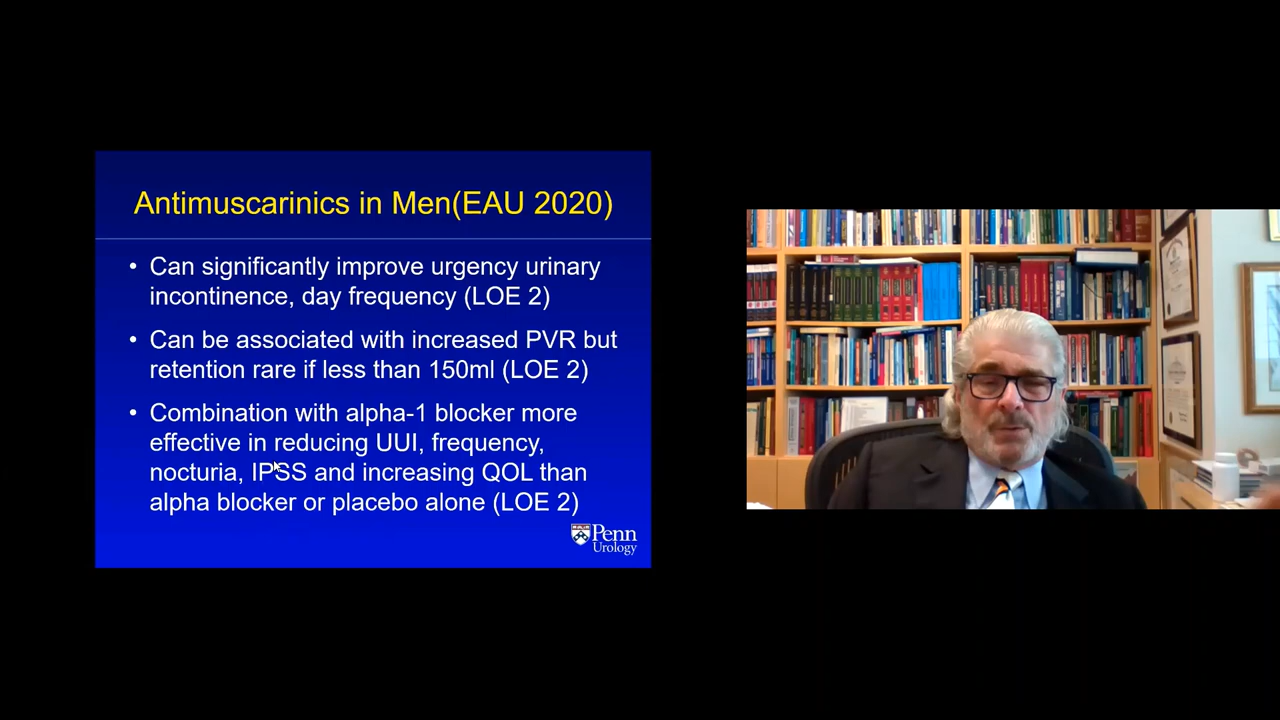 Antimuscarinics in Men(EAU 2020)
• Can significantly improve urgency urinary
incontinence, day frequency (LOE 2)
• Can be associated with increased PVR but
retention rare if less than 150ml (LOE 2)
• Combination with alpha-1 blocker more
effective in reducing UUI, frequency,
nocturia, IPSS and increasing QOL than
alpha blocker or placebo alone (LOE 2)
Penn
Urology